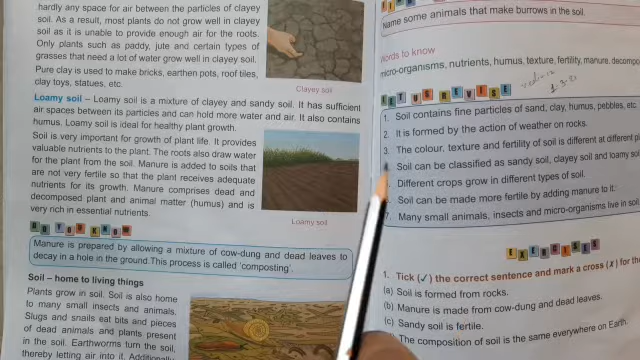 hardly any space for air between the particles of clayey
soil. As a result, most plants do not grow well in clayey
soil as it is unable to provide enough air for the roots.
Only plants such as paddy, jute and certain types of
grasses that need a lot of water grow well in clayey soil.
Pure clay is used to make bricks, earthen pots, roof tiles,
clay toys, statues, etc.
Clayey soil
Loamy soil – Loamy soil is a mixture of clayey and sandy soil. It has sufficient
air spaces between its particles and can hold more water and air. It also contains
humus. Loamy soil is ideal for healthy plant growth.
Soil is very important for growth of plant life. It provides
valuable nutrients to the plant. The roots also draw water
for the plant from the soil. Manure is added to soils that
are not very fertile so that the plant receives adequate
nutrients for its growth. Manure comprises dead and
decomposed plant and animal matter (humus) and is
very rich in essential nutrients.
Loamy soil
DO YOU KNOW
Manure is prepared by allowing a mixture of cow-dung and dead leaves to
decay in a hole in the ground. This process is called 'composting'.
Soil – home to living things
Plants grow in soil. Soil is also home
to many small insects and animals.
Slugs and snails eat bits and pieces
of dead animals and plants present
in the soil. Earthworms turn the soil,
thereby letting air into it. Additionally
Name some animals that make burrows in the soil.
Words to know
micro-organisms, nutrients, humus, texture, fertility, manure,
LET US REVISE
1. Soil contains fine particles of sand, clay, humus, pebbles, etc.
2. It is formed by the action of weather on rocks.
3. The colour, texture and fertility of soil is different at different
Soil can be classified as sandy soil, clayey soil and loamy soil
Different crops grow in different types of soil.
Soil can be made more fertile by adding manure to it.
7. Many small animals, insects and micro-organisms live in soil.
EXERCISES
1. Tick (✓) the correct sentence and mark a cross (✗) for the
(a) Soil is formed from rocks.
(b) Manure is made from cow-dung and dead leaves.
(c) Sandy soil is fertile.
The composition of soil is the same everywhere on Earth.